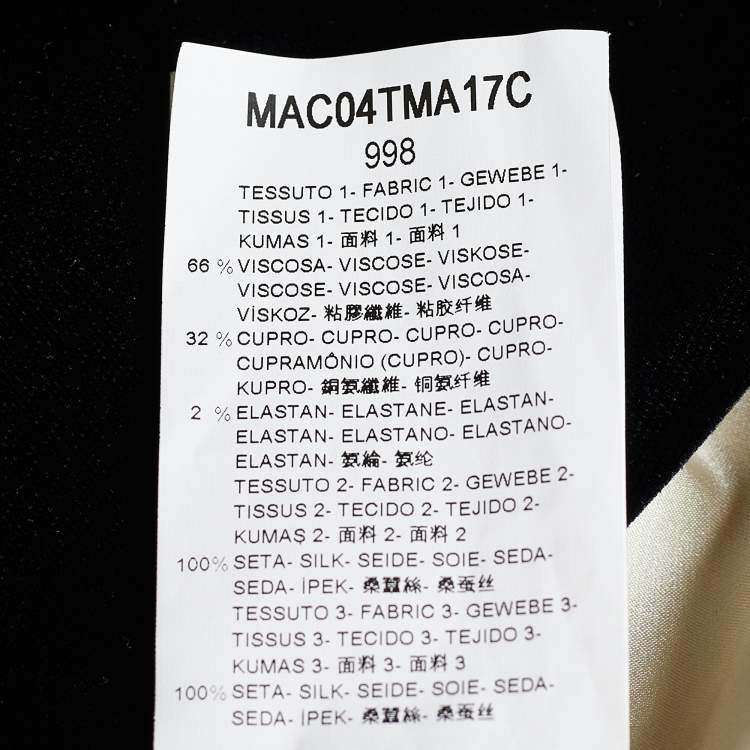 MAC04TMA17C
998
TESSUTO 1- FABRIC 1- GEWEBE 1-
TISSUS 1- TECIDO 1- TEJIDO 1-
KUMAS 1- 面料 1- 面料 1
66 % VISCOSA- VISCOSE- VISKOSE-
VISCOSE- VISCOSE- VISCOSA-
VİSKOZ- 粘膠纖維- 粘胶纤维
32 % CUPRO- CUPRO- CUPRO- CUPRO-
CUPRAMÔNIO (CUPRO)- CUPRO-
KUPRO- 銅氨纖維- 铜氨纤维
2 % ELASTAN- ELASTANE- ELASTAN-
ELASTAN- ELASTANO- ELASTANO-
ELASTAN- 氨綸- 氨纶
TESSUTO 2- FABRIC 2- GEWEBE 2-
TISSUS 2- TECIDO 2- TEJIDO 2-
KUMAŞ 2- 面料 2- 面料 2
100% SETA- SILK- SEIDE- SOIE- SEDA-
SEDA- İPEK- 桑蠶絲- 桑蚕丝
TESSUTO 3- FABRIC 3- GEWEBE 3-
TISSUS 3- TECIDO 3- TEJIDO 3-
KUMAS 3- 面料 3- 面料 3
100% SETA- SILK- SEIDE- SOIE- SEDA-
SEDA- İPEK- 桑蠶絲- 桑蚕丝